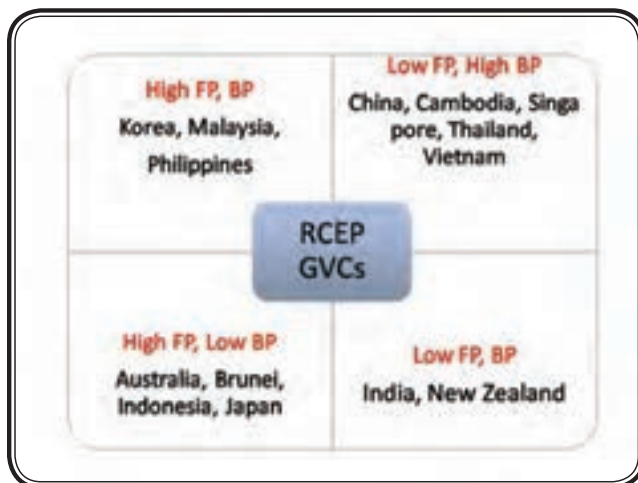 High FP, BP
Korea, Malaysia,
Philippines
Low FP, High BP
China, Cambodia, Singa
pore, Thailand,
Vietnam
RCEP
GVCs
High FP, Low BP
Australia, Brunei,
Indonesia, Japan
Low FP, BP
India, New Zealand